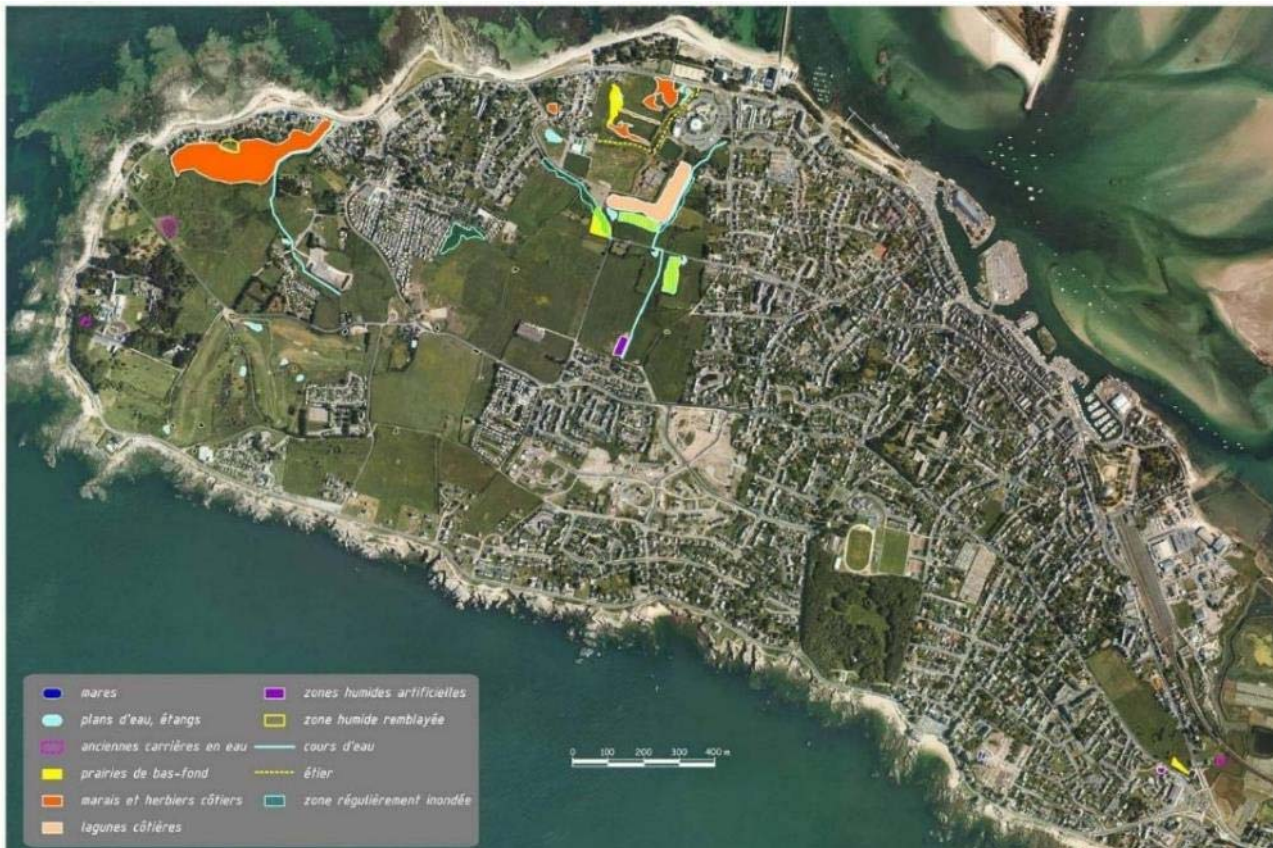 mares
plans d'eau, étangs
anciennes carrières en eau
prairies de bas-fond
marais et herbiers côtiers
lagunes côtières
zones humides artificielles
zone humide remblayée
cours d'eau
étier
zone régulièrement inondée
0 100 200 300 400 m